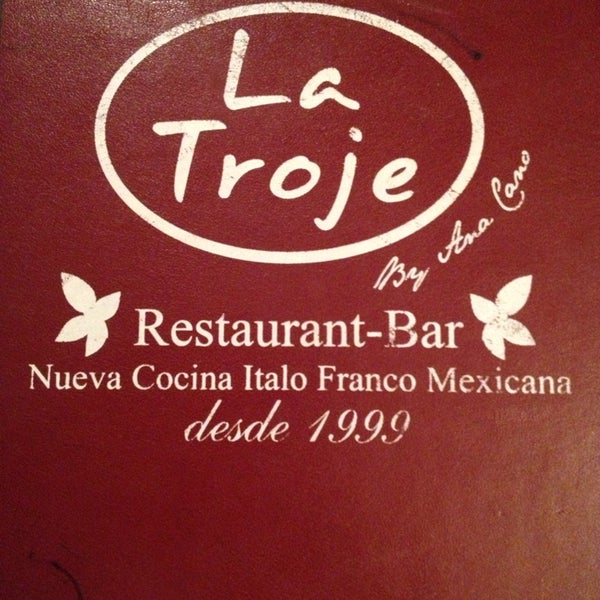 La
Troje
By Ana Cano
Restaurant-Bar
Nueva Cocina Italo Franco Mexicana
desde 1999